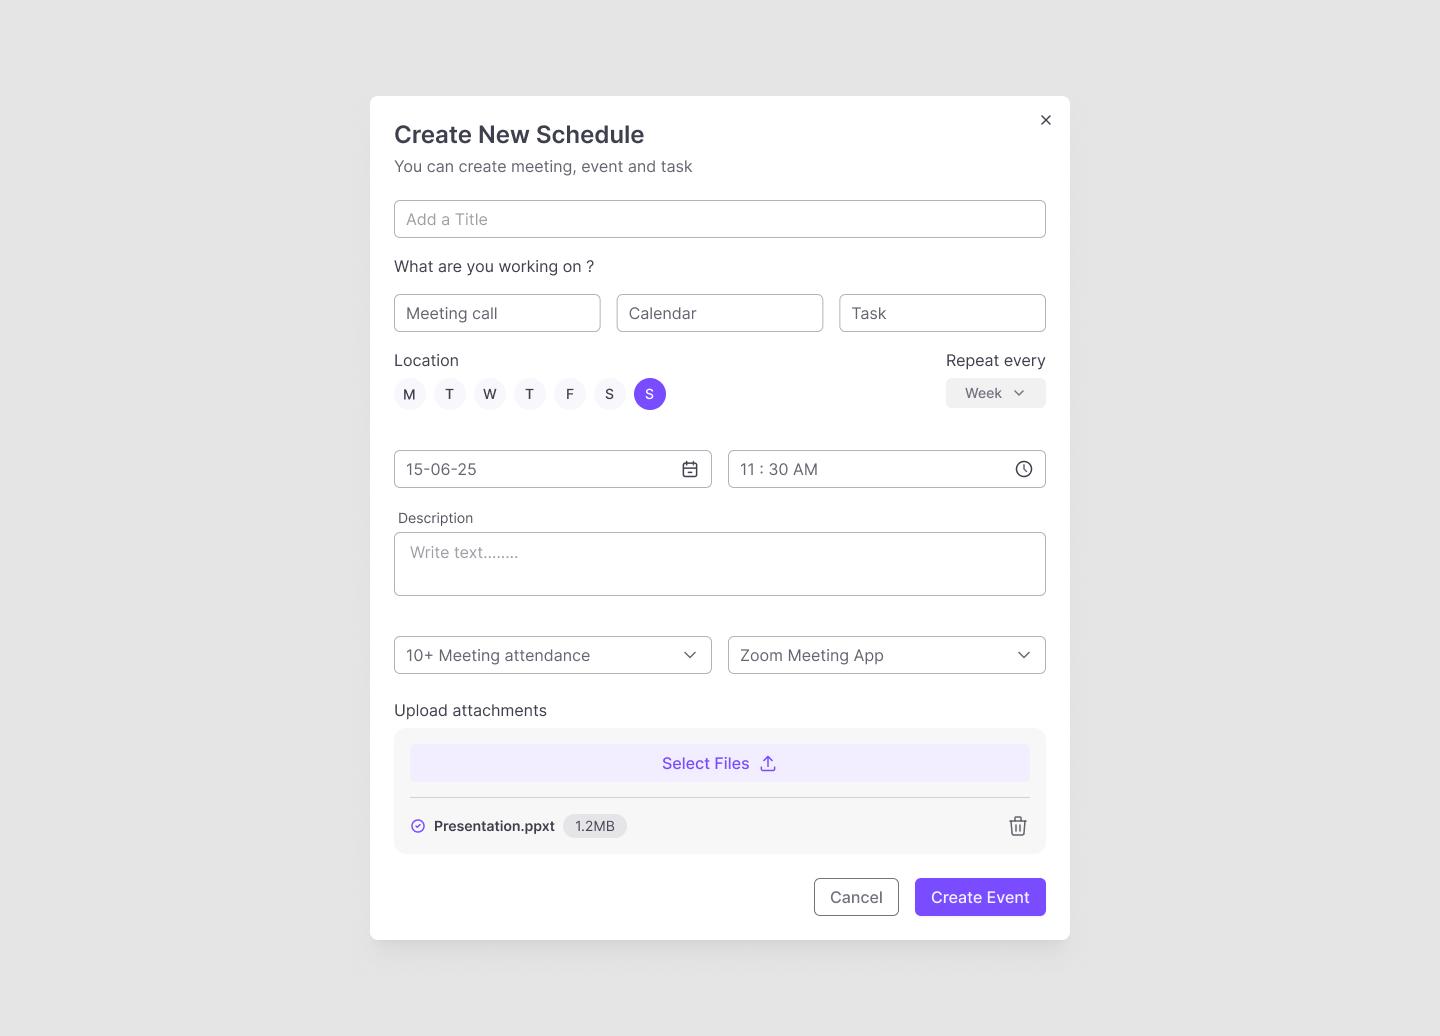 Create New Schedule
You can create meeting, event and task
Add a Title
What are you working on ?
Meeting call Calendar Task
Location Repeat every
M T W T F S S Week
15-06-25 11 : 30 AM
Description
Write text........
10+ Meeting attendance Zoom Meeting App
Upload attachments
Select Files
Presentation.ppxt 1.2MB
Cancel Create Event